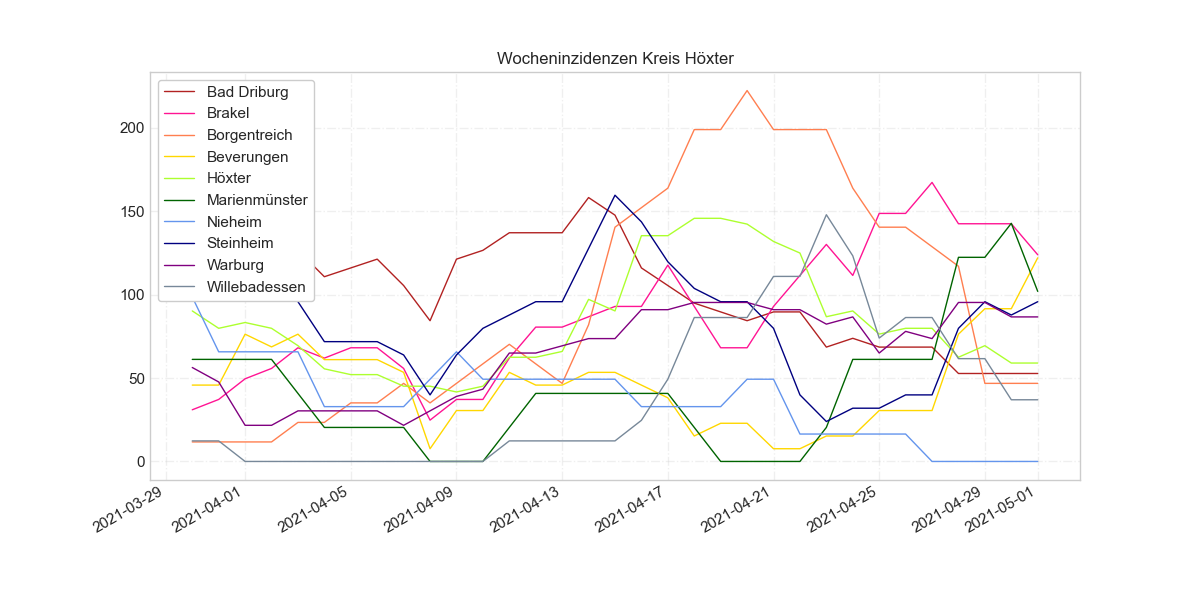 Wocheninzidenzen Kreis Höxter
Bad Driburg
Brakel
Borgentreich
Beverungen
Höxter
Marienmünster
Nieheim
Steinheim
Warburg
Willebadessen
200
150
100
50
0
2021-03-29
2021-04-01
2021-04-05
2021-04-09
2021-04-13
2021-04-17
2021-04-21
2021-04-25
2021-04-29
2021-05-01